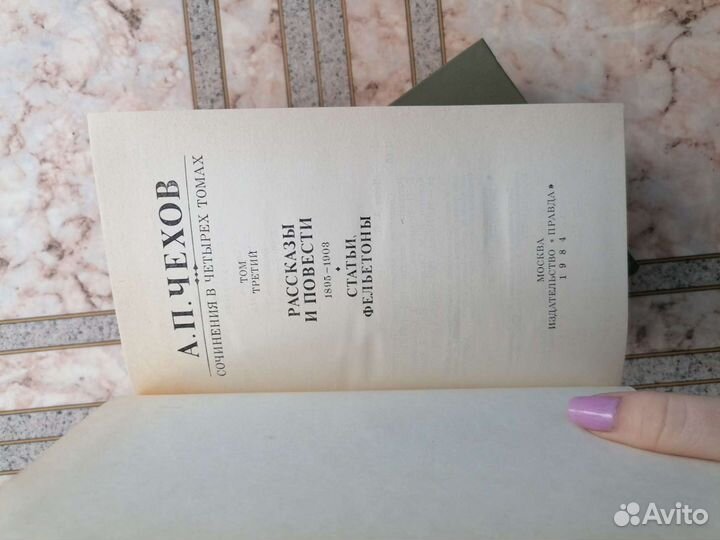 А.П.ЧЕХОВ
СОЧИНЕНИЯ В ЧЕТЫРЕХ ТОМАХ
ТОМ
ТРЕТИЙ
РАССКАЗЫ
И ПОВЕСТИ
1895–1903
СТАТЬИ,
ФЕЛЬЕТОНЫ
МОСКВА
ИЗДАТЕЛЬСТВО «ПРАВДА»
1984
Avito